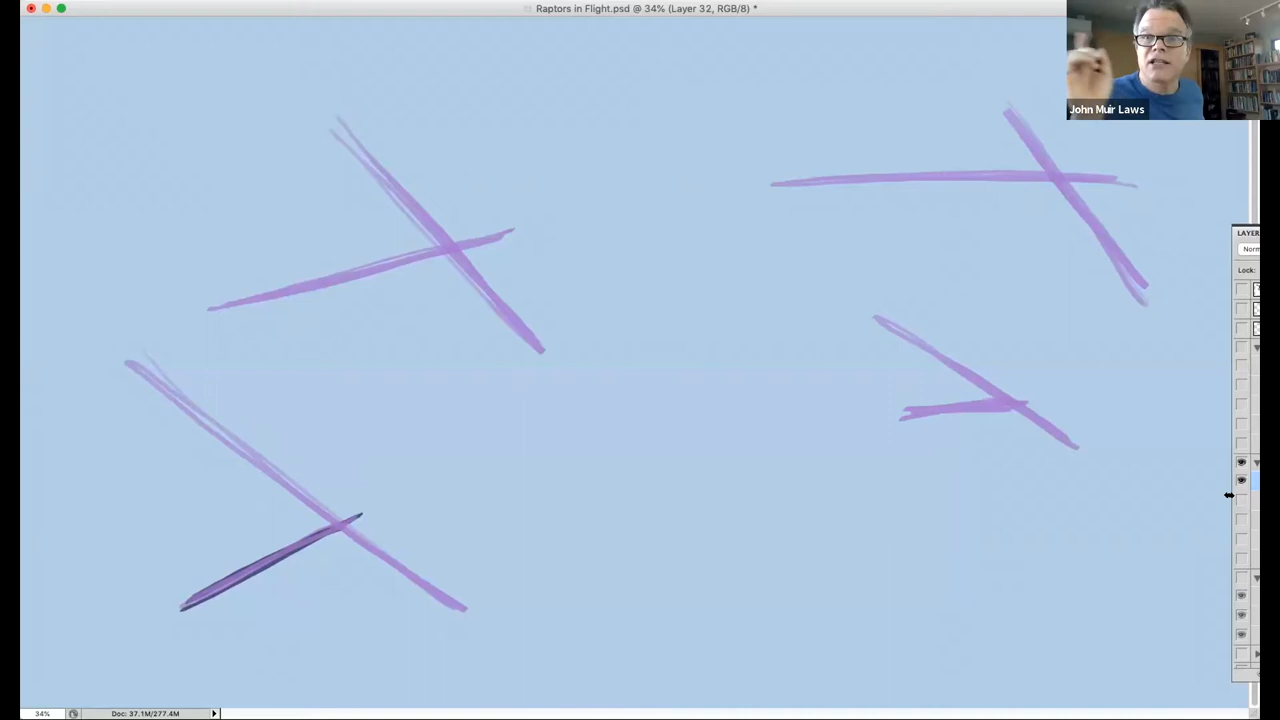 Raptors in Flight.psd @ 34% (Layer 32, RGB/8) *
John Muir Laws
LAYER
Norm
Lock:
34%
Doc: 37.1M/277.4M